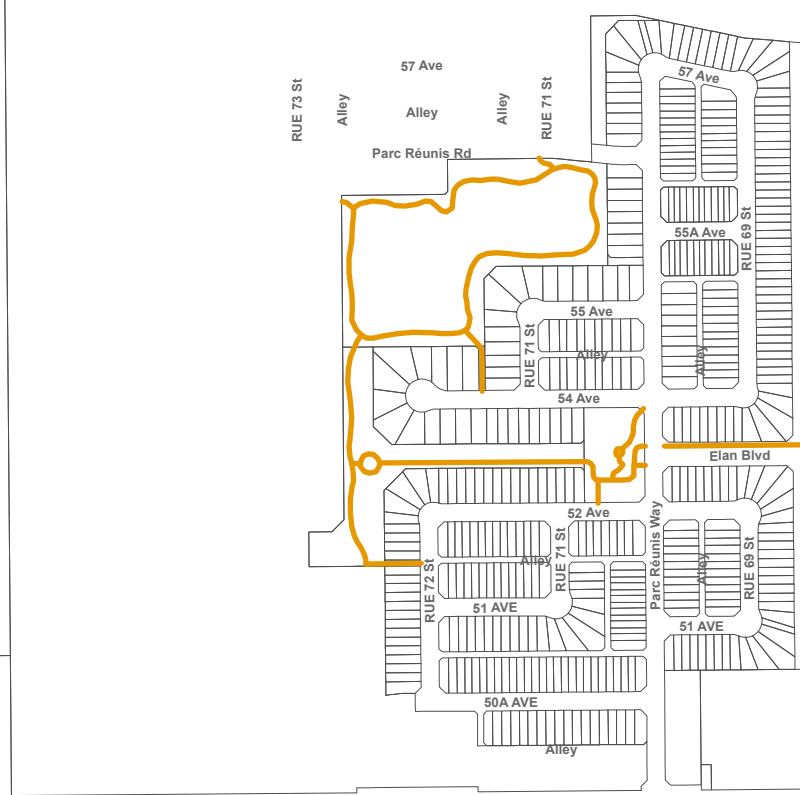 57 Ave
57 Ave
RUE 73 St
Alley
Alley
Alley
RUE 71 St
Parc Réunis Rd
55A Ave
RUE 69 St
55 Ave
RUE 71 St
Alley
Alley
54 Ave
Elan Blvd
52 Ave
Parc Réunis Way
RUE 71 St
Alley
RUE 72 St
Alley
RUE 69 St
51 AVE
51 AVE
50A AVE
Alley